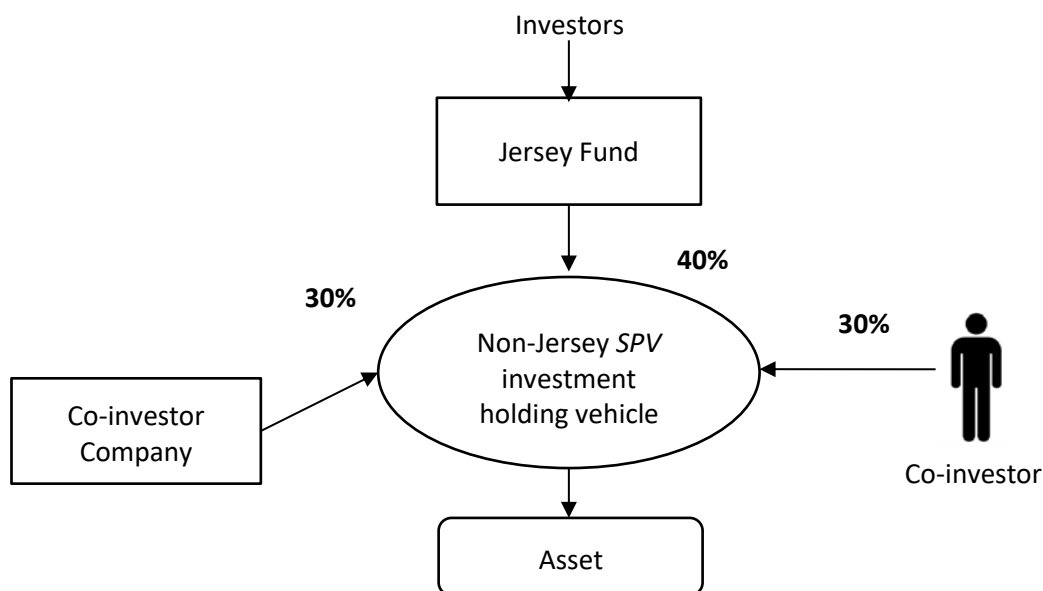 Investors
Jersey Fund
40%
30%
30%
Non-Jersey SPV
investment
holding vehicle
Co-investor
Company
Co-investor
Asset